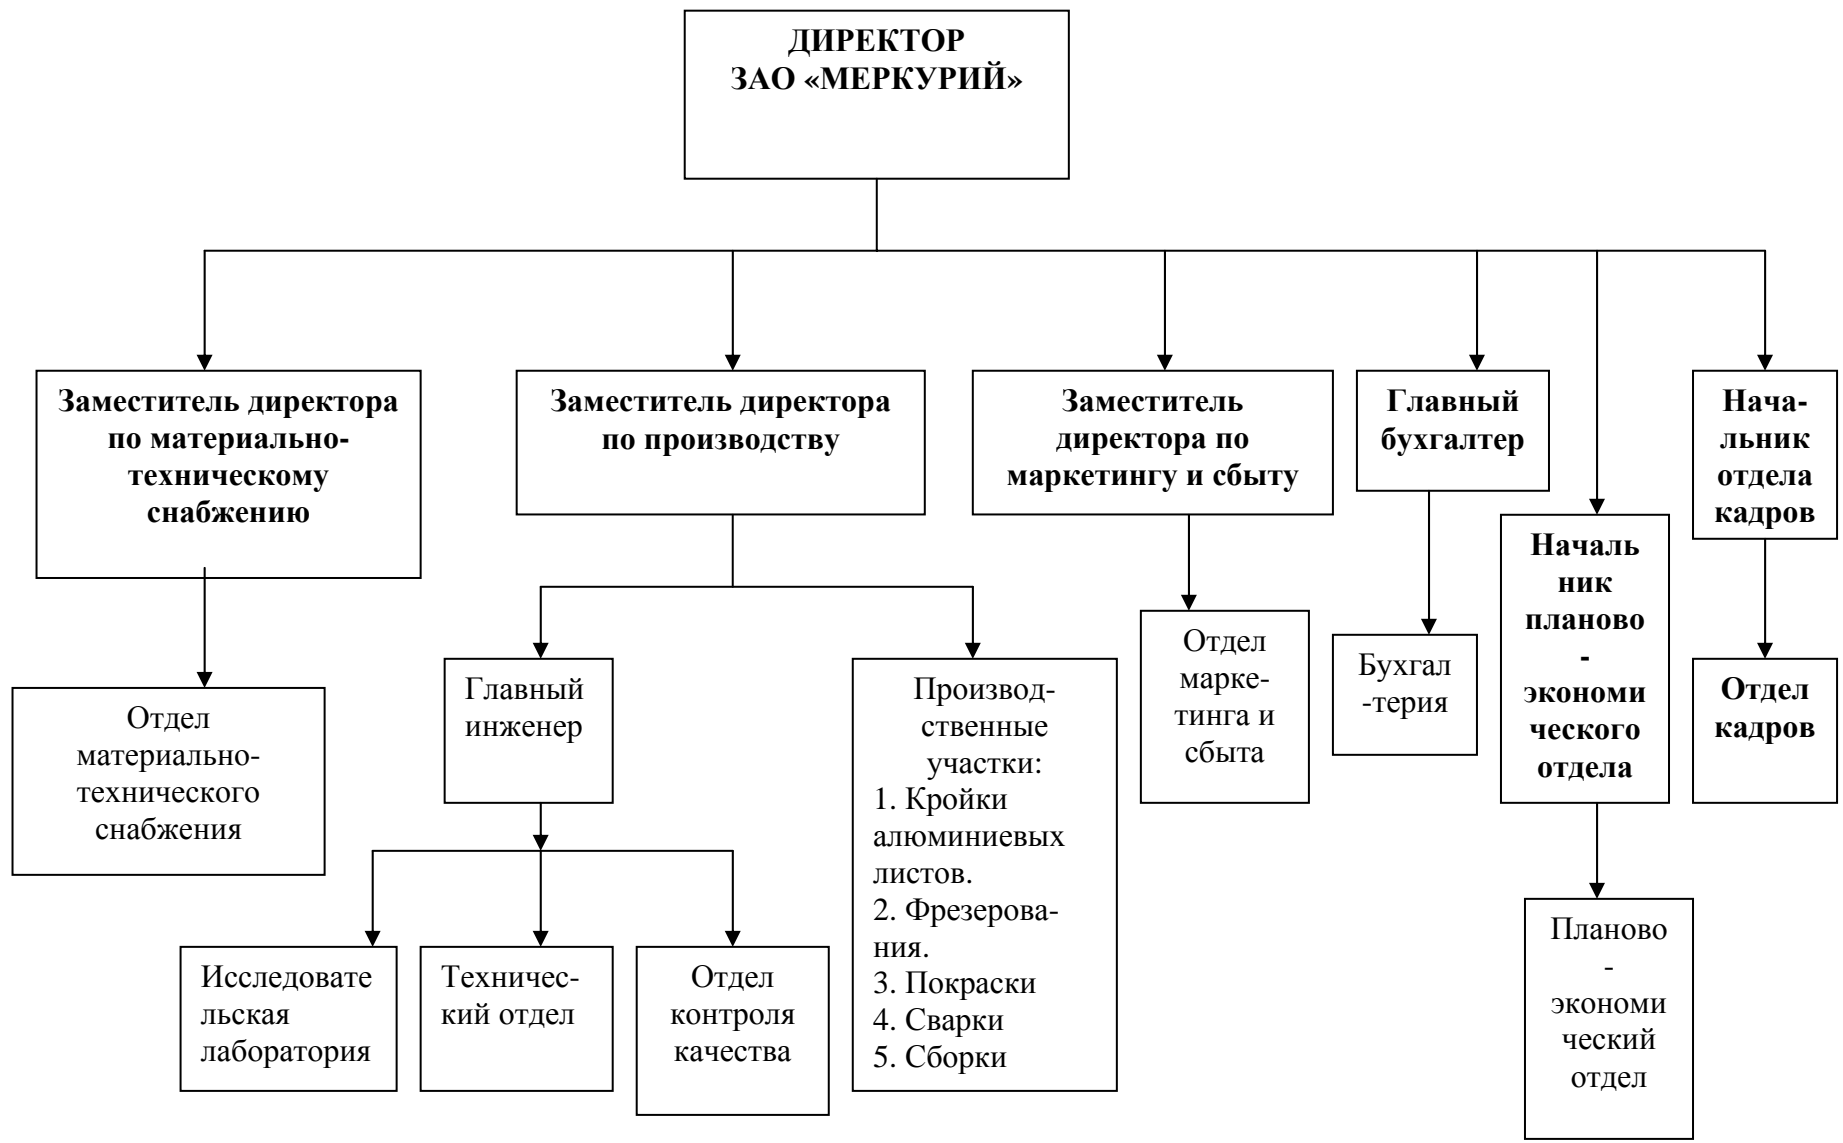 ДИРЕКТОР
ЗАО «МЕРКУРИЙ»
Заместитель директора
по материально-
техническому
снабжению
Заместитель директора
по производству
Заместитель
директора по
маркетингу и сбыту
Главный
бухгалтер
Нача-
льник
отдела
кадров
Началь
ник
планово
-
экономи
ческого
отдела
Отдел
материально-
технического
снабжения
Главный
инженер
Производ-
ственные
участки:
1. Кройки
алюминиевых
листов.
2. Фрезерова-
ния.
3. Покраски
4. Сварки
5. Сборки
Отдел
марке-
тинга и
сбыта
Бухгал
-терия
Отдел
кадров
Исследовате
льская
лаборатория
Техничес-
кий отдел
Отдел
контроля
качества
Планово
-
экономи
ческий
отдел